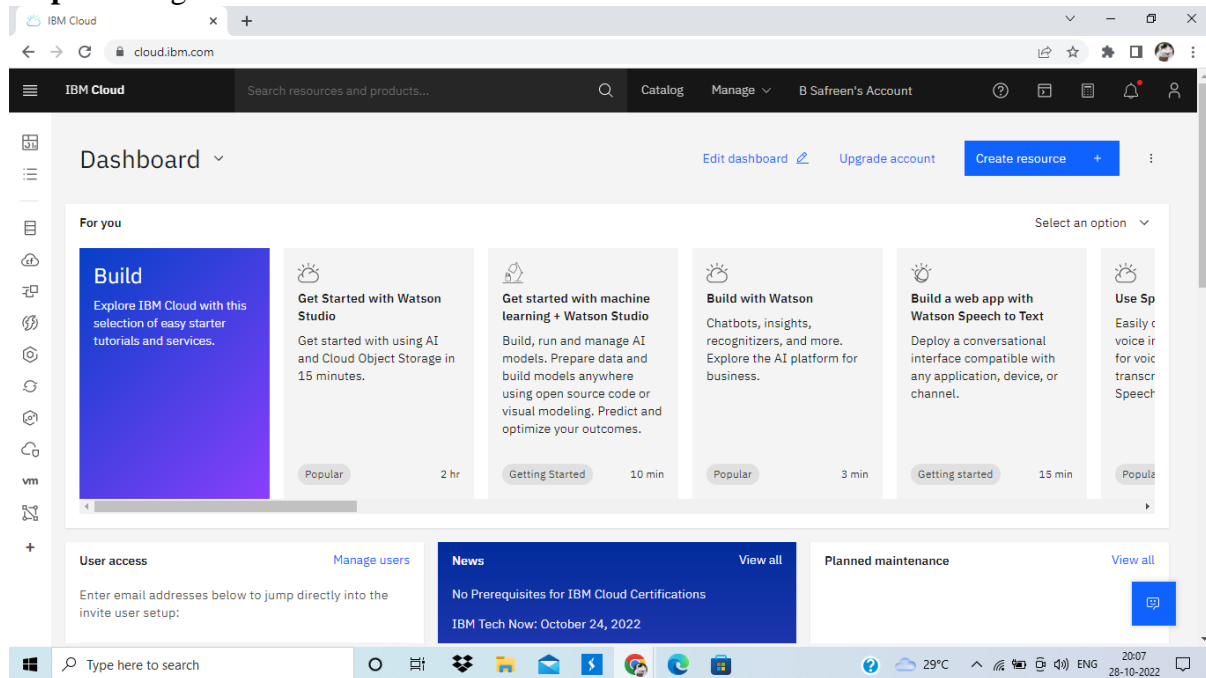 IBM Cloud
cloud.ibm.com
IBM Cloud
Search resources and products...
Catalog
Manage
B Safreen's Account
Dashboard
Edit dashboard
Upgrade account
Create resource +
For you
Select an option
Build
Explore IBM Cloud with this
selection of easy starter
tutorials and services.
Get Started with Watson
Studio
Get started with using AI
and Cloud Object Storage in
15 minutes.
Popular
2 hr
Get started with machine
learning + Watson Studio
Build, run and manage AI
models. Prepare data and
build models anywhere
using open source code or
visual modeling. Predict and
optimize your outcomes.
Getting Started
10 min
Build with Watson
Chatbots, insights,
recognitizers, and more.
Explore the AI platform for
business.
Popular
3 min
Build a web app with
Watson Speech to Text
Deploy a conversational
interface compatible with
any application, device, or
channel.
Getting started
15 min
Use Sp
Easily
voice
for voic
transcr
Speech
vm
User access
Manage users
Enter email addresses below to jump directly into the
invite user setup:
News
View all
No Prerequisites for IBM Cloud Certifications
IBM Tech Now: October 24, 2022
Planned maintenance
View all
Type here to search
29°C
ENG
20:07
28-10-2022